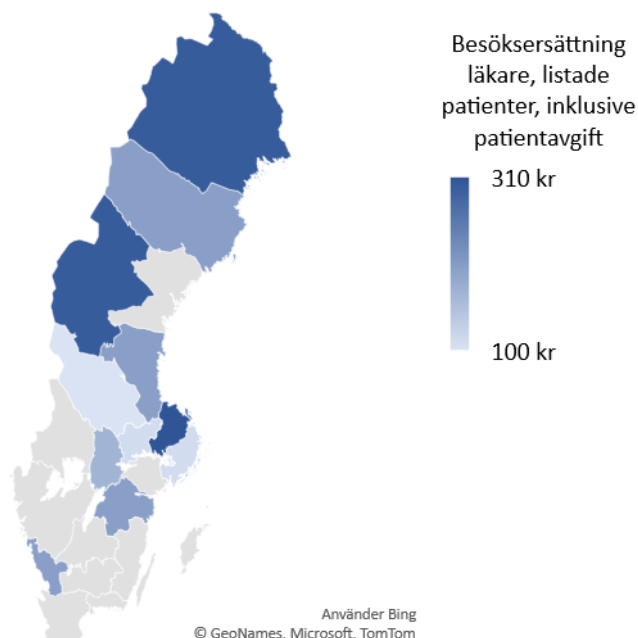 Besöksersättning
läkare, listade
patienter, inklusive
patientavgift
310 kr
100 kr
Använder Bing
© GeoNames, Microsoft, TomTom